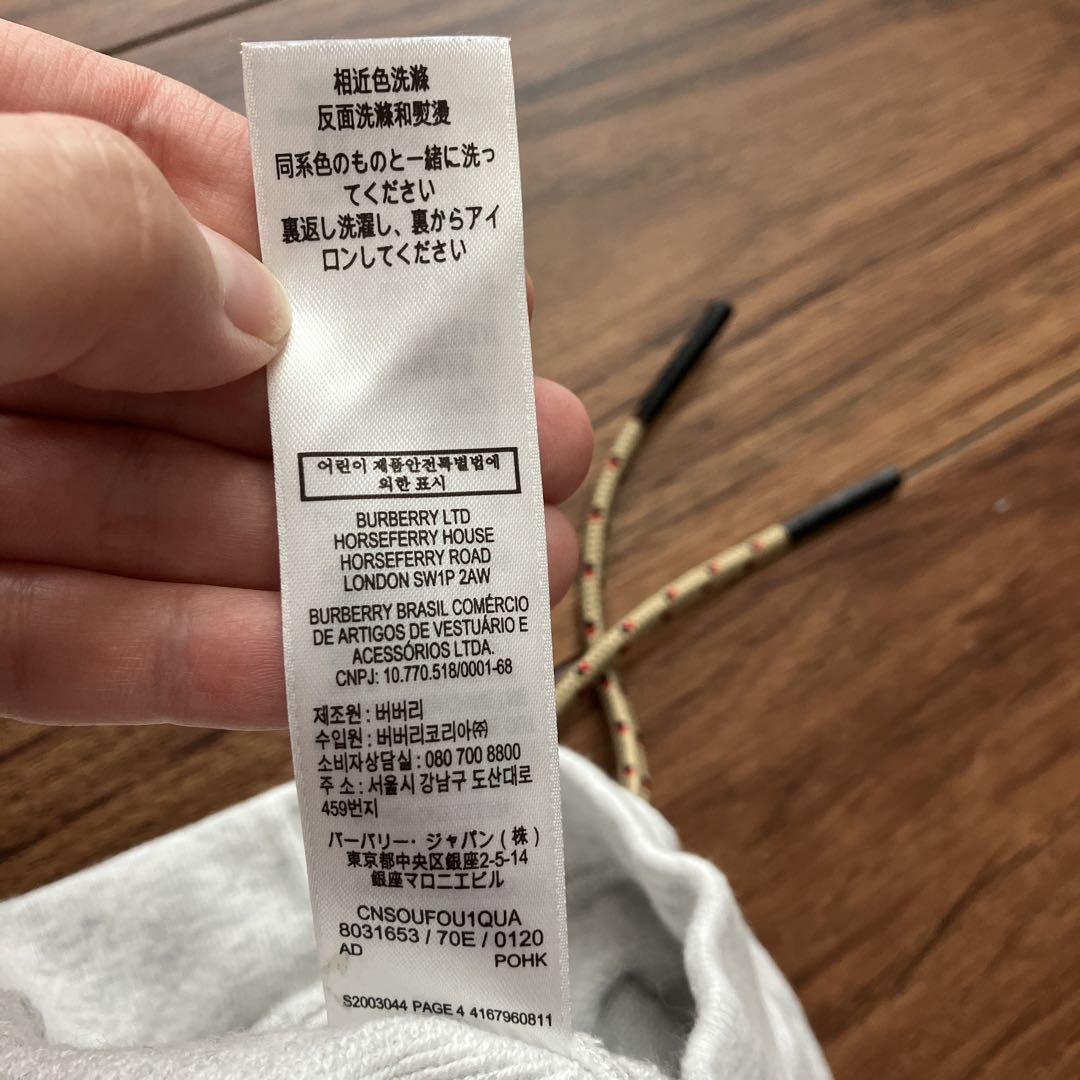 相近色洗滌
反面洗滌和熨燙
同系色のものと一緒に洗っ
てください
裏返し洗濯し、裏からアイ
ロンしてください
어린이 제품안전특별법에
의한 표시
BURBERRY LTD
HORSEFERRY HOUSE
HORSEFERRY ROAD
LONDON SW1P 2AW
BURBERRY BRASIL COMÉRCIO
DE ARTIGOS DE VESTUÁRIO E
ACESSÓRIOS LTDA.
CNPJ: 10.770.518/0001-68
제조원 : 버버리
수입원 : 버버리코리아㈜
소비자상담실 : 080 700 8800
주 소 : 서울시 강남구 도산대로
459번지
バーバリー・ジャパン ( 株 )
東京都中央区銀座2-5-14
銀座マロニエビル
CNSOUFOU1QUA
8031653 / 70E / 0120
AD POHK
S2003044 PAGE 4 4167960811